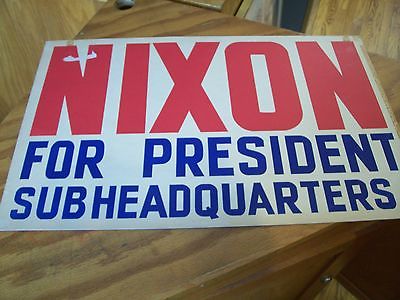 NIXON
FOR PRESIDENT
SUBHEADQUARTERS